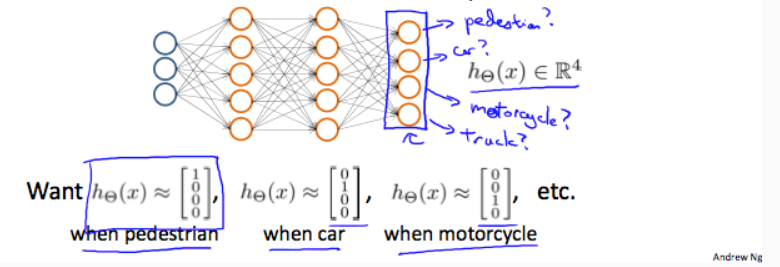 pedestrian?
car?
hΘ(x) ∈ ℝ⁴
motorcycle?
truck?
Want hΘ(x) ≈ [1 0 0 0], hΘ(x) ≈ [0 1 0 0], hΘ(x) ≈ [0 0 1 0], etc.
when pedestrian when car when motorcycle
Andrew Ng